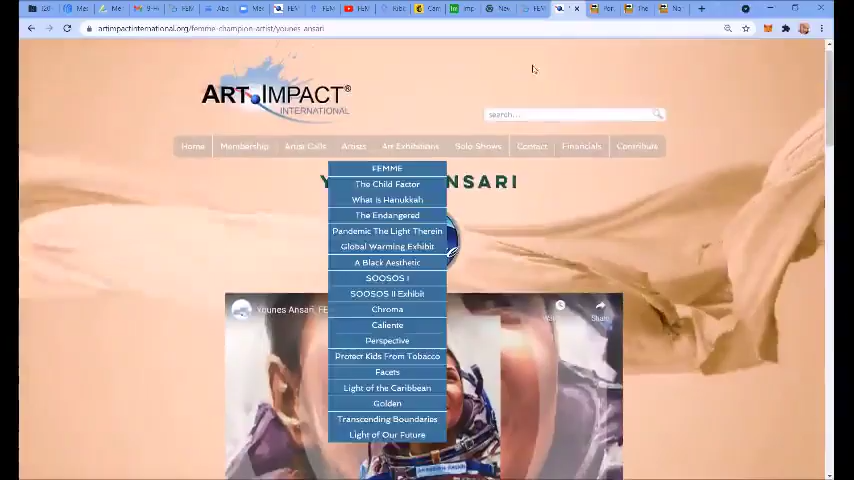 artimpactinternational.org/femme-champion-artist/younes-ansari
ART IMPACT®
INTERNATIONAL
search...
Home Membership Artist Calls Artists Art Exhibitions Solo Shows Contact Financials Contribute
FEMME
The Child Factor
What Is Hanukkah
The Endangered
Pandemic The Light Therein
Global Warming Exhibit
A Black Aesthetic
SOOSOS I
SOOSOS II Exhibit
Chroma
Caliente
Perspective
Protect Kids From Tobacco
Facets
Light of the Caribbean
Golden
Transcending Boundaries
Light of Our Future
ANSARI
Younes Ansari, FE
Share